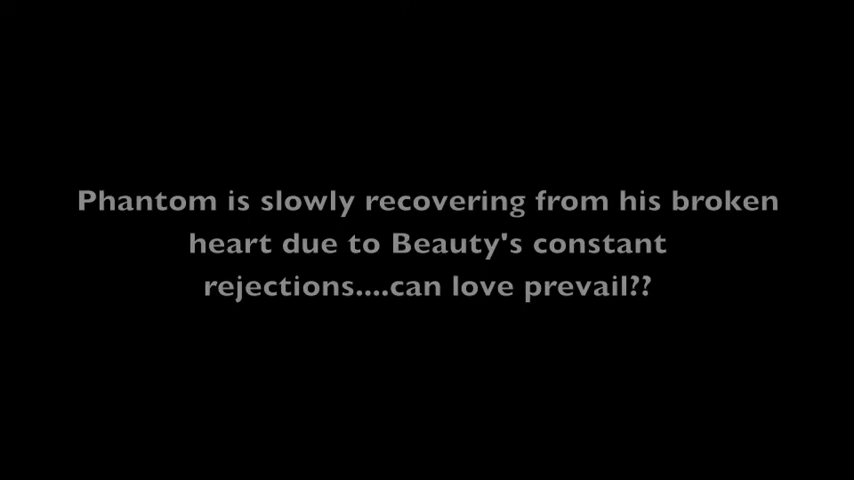 Phantom is slowly recovering from his broken
heart due to Beauty's constant
rejections....can love prevail??